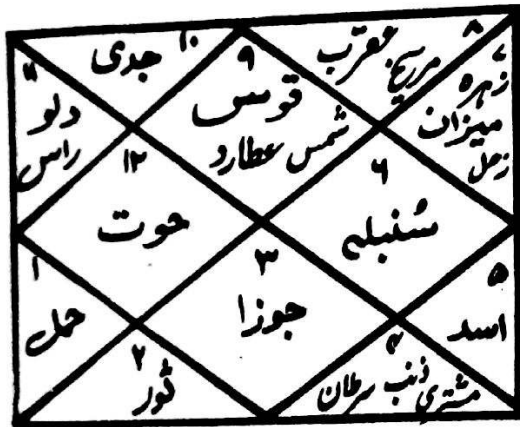 ۹
قوس
شمس عطارد
۱۰
جدی
۱۱
دلو
راس
۱۲
حوت
۱
حمل
۲
ثور
۳
جوزا
۴
سرطان ذنب مشتری
۵
اسد
۶
سُنبلہ
۷
زہرہ
میزان
زحل
۸
عقرب
مریخ